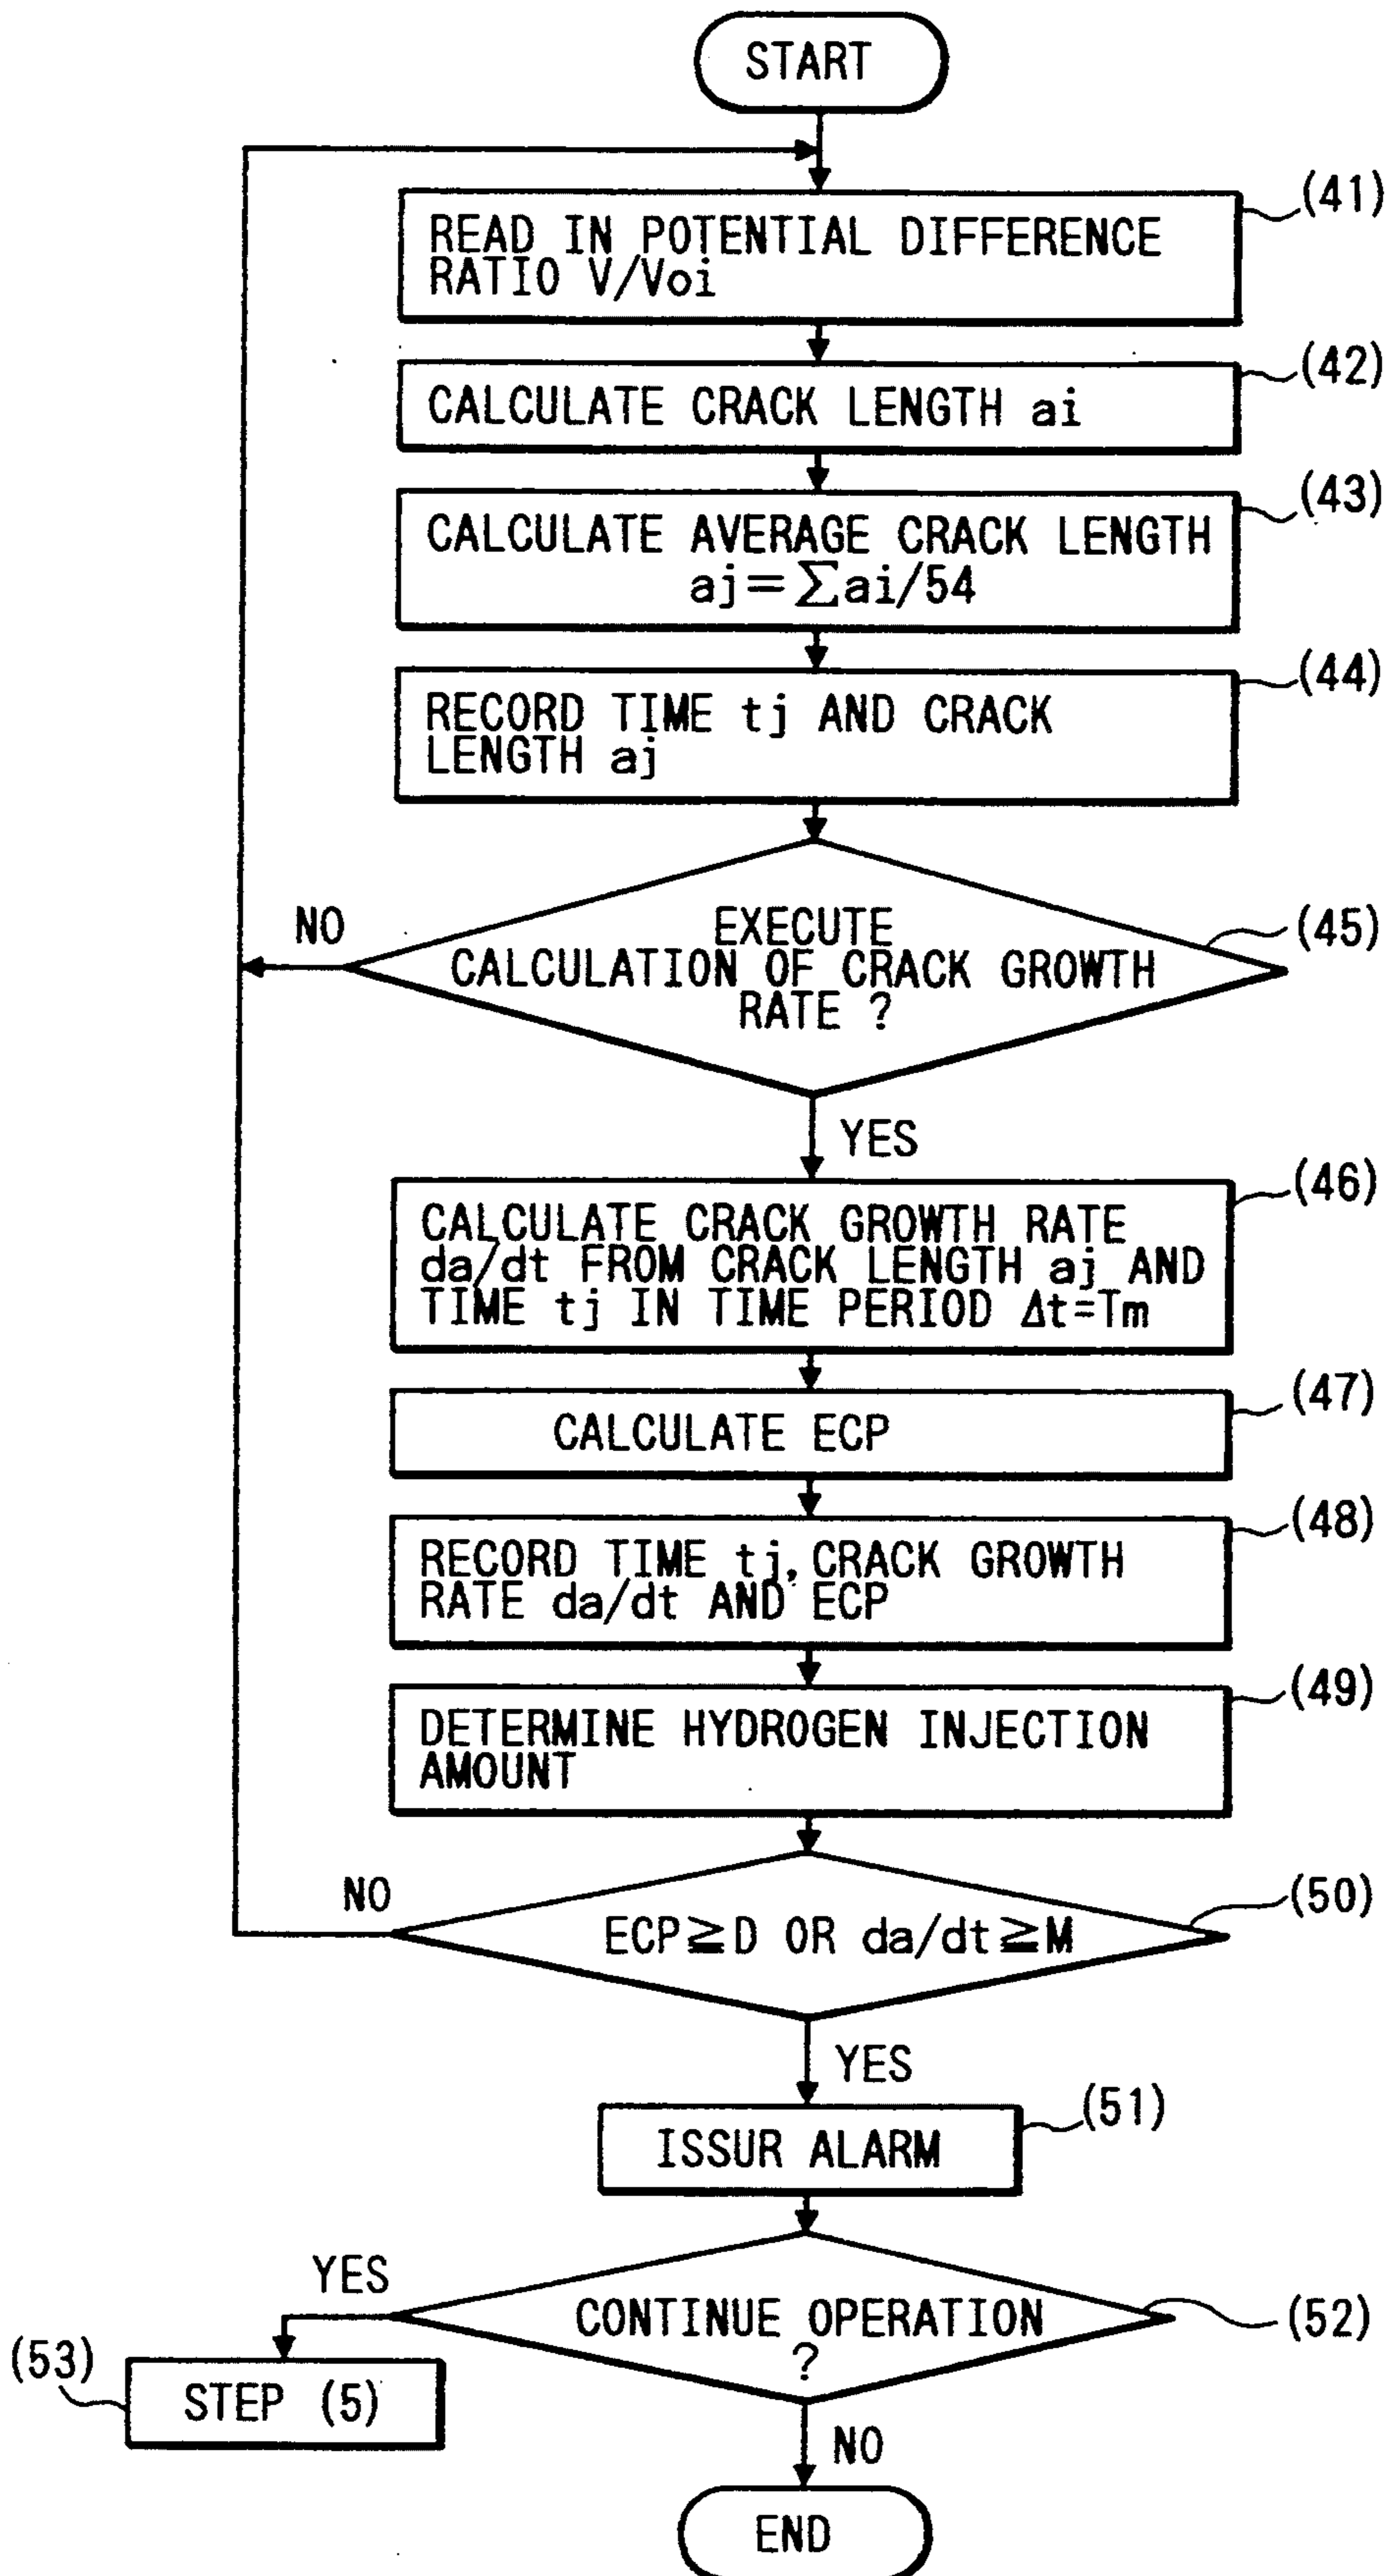 START
(41)
READ IN POTENTIAL DIFFERENCE
RATIO V/Voi
(42)
CALCULATE CRACK LENGTH ai
(43)
CALCULATE AVERAGE CRACK LENGTH
aj=∑ai/54
(44)
RECORD TIME tj AND CRACK
LENGTH aj
(45)
NO
EXECUTE
CALCULATION OF CRACK GROWTH
RATE ?
YES
(46)
CALCULATE CRACK GROWTH RATE
da/dt FROM CRACK LENGTH aj AND
TIME tj IN TIME PERIOD Δt=Tm
(47)
CALCULATE ECP
(48)
RECORD TIME tj, CRACK GROWTH
RATE da/dt AND ECP
(49)
DETERMINE HYDROGEN INJECTION
AMOUNT
(50)
NO
ECP≧D OR da/dt≧M
YES
(51)
ISSUR ALARM
YES
CONTINUE OPERATION
?
(52)
(53)
STEP (5)
NO
END